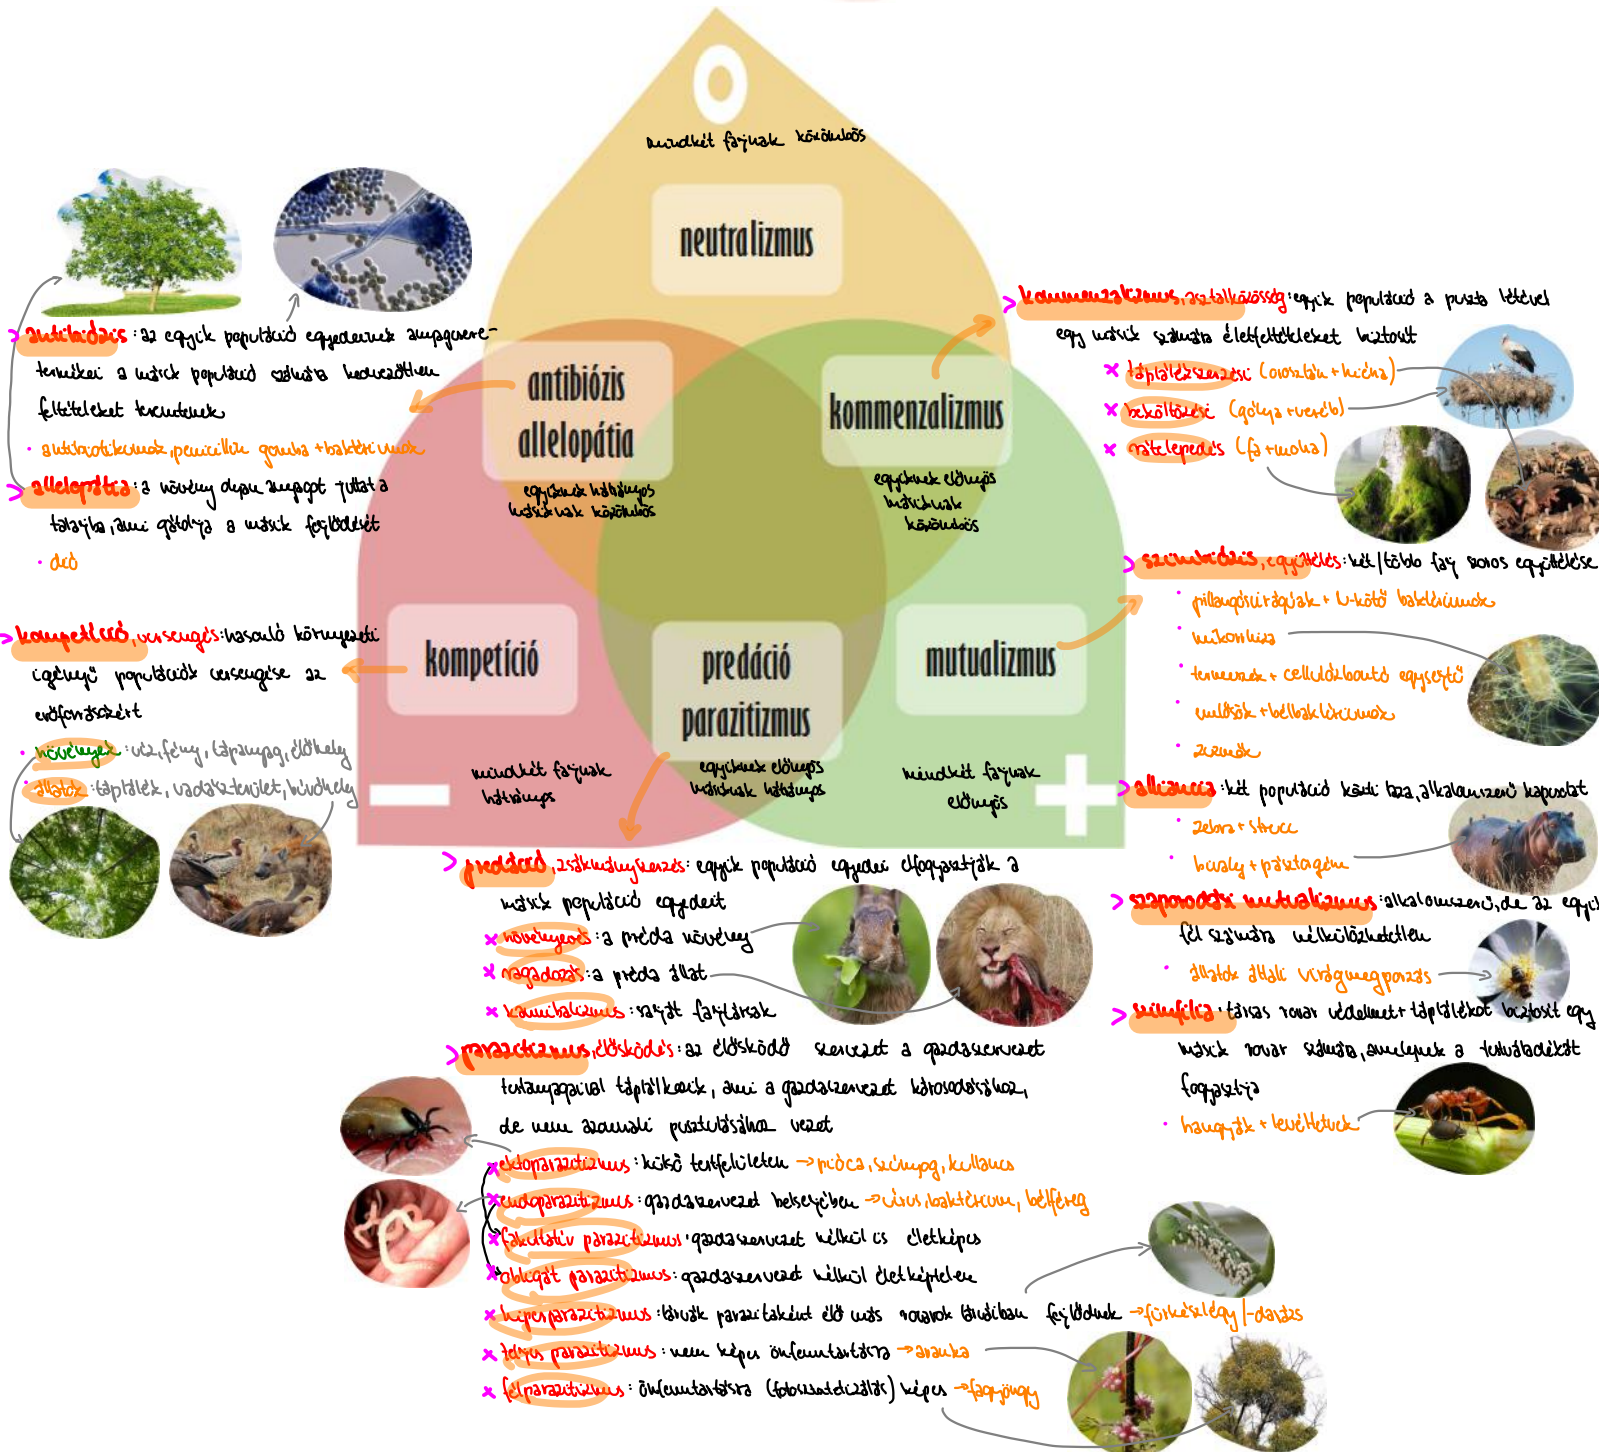 0
mindkét fajnak közömbös
neutralizmus
antibiózis
allelopátia
egyiknek hátrányos
másiknak közömbös
kommenzalizmus
egyiknek előnyös
másiknak
közömbös
kompetíció
mindkét fajnak
hátrányos
−
predáció
parazitizmus
egyiknek előnyös
másiknak hátrányos
mutualizmus
mindkét fajnak
előnyös
+
> antibiózis: az egyik populáció egyedeinek anyagcsere-
termékei a másik populáció számára kedvezőtlen
feltételeket teremtenek
• antibiotikumok, penicillin gomba + baktériumok
> allelopátia: a növény olyan anyagot juttat a
talajba, ami gátolja a másik fejlődését
• dió
> kompetíció, versengés: hasonló környezeti
igényű populációk versengése az
erőforrásokért
• növények: víz, fény, tápanyag, élőhely
• állatok: táplálék, vadászterület, búvóhely
> kommenzalizmus, asztalközösség: egyik populáció a puszta létével
egy másik számára életfeltételeket biztosít
x táplálékszerzési (oroszlán + hiéna)
x beköltözési (gólya + veréb)
x rátelepedés (fa + moha)
> szimbiózis, együttélés: két/több faj szoros együttélése
• pillangósvirágúak + N-kötő baktériumok
• mikorrhiza
• termeszek + cellulózbontó egysejtű
• emlősök + bélbaktériumok
• zuzmók
> alliancia: két population közti laza, alkalomszerű kapcsolat
• zebra + strucc
• bivaly + pásztorgém
> szaporodási mutualizmus: alkalomszerű, de az egyik
fél számára nélkülözhetetlen
• állatok általi virágmegporzás
> szimfília: társas rovar védelmet + táplálékot biztosít egy
másik rovar számára, amelynek a testváladékát
fogyasztja
• hangyák + levéltetvek
> predáció, zsákmányszerzés: egyik populáció egyedei elfogyasztják a
másik populáció egyedeit
x növényevés: a préda növény
x ragadozás: a préda állat
x kannibalizmus: saját fajtársak
> parazitizmus, élősködés: az élősködő szervezet a gazdaszervezet
testanyagaival táplálkozik, ami a gazdaszervezet károsodásához,
de nem azonnali pusztulásához vezet
x ektoparazitizmus: külső testfelületen → pióca, szúnyog, kullancs
x endoparazitizmus: gazdaszervezet belsejében → vírus, baktérium, bélféreg
x fakultatív parazitizmus: gazdaszervezet nélkül is életképes
x obligát parazitizmus: gazdaszervezet nélkül életképtelen
x hiperparazitizmus: lárvák parazitaként élő más rovarok lárváiban fejlődnek → fürkészlégy/-darázs
x teljes parazitizmus: nem képes önfenntartásra → aranka
x félparazitizmus: önfenntartásra (fotoszintetizálás) képes → fagyöngy